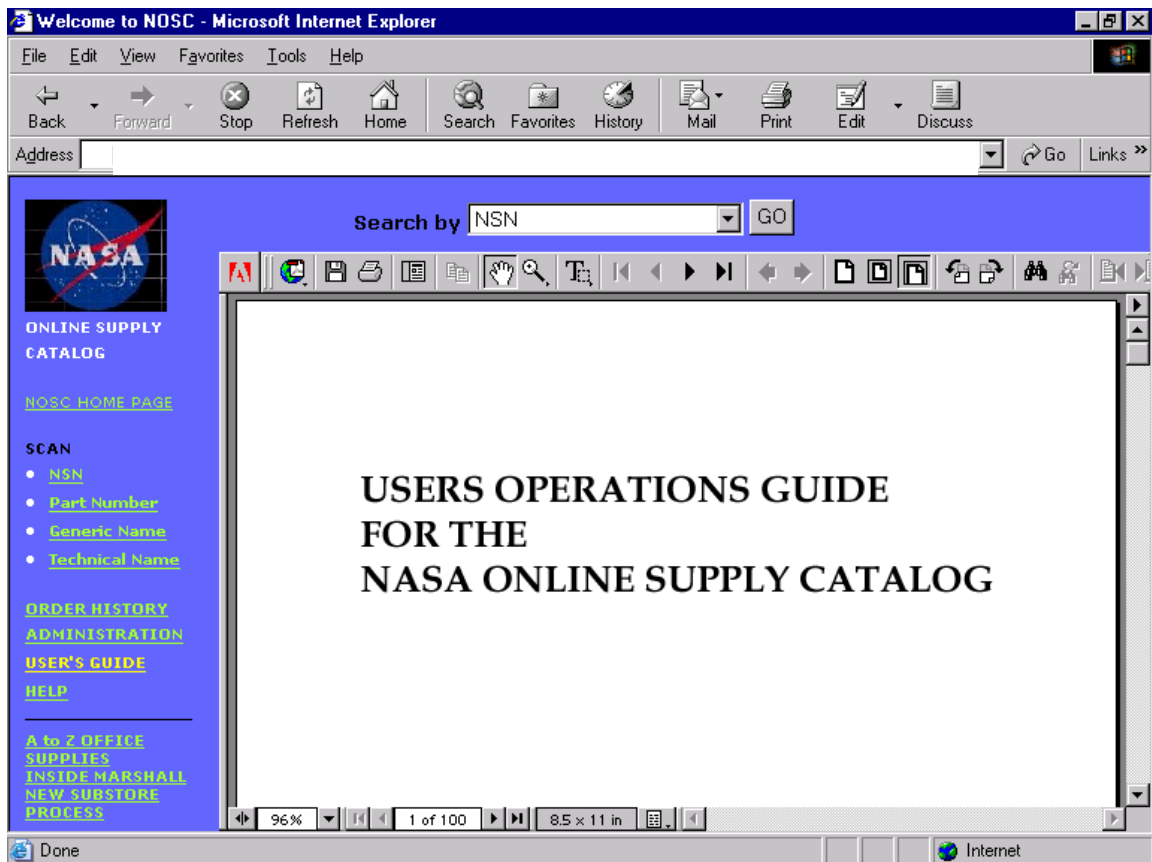 Welcome to NOSC - Microsoft Internet Explorer
File Edit View Favorites Tools Help
Back Forward Stop Refresh Home Search Favorites History Mail Print Edit Discuss
Address Go Links »
NASA
ONLINE SUPPLY
CATALOG
NOSC HOME PAGE
SCAN
• NSN
• Part Number
• Generic Name
• Technical Name
ORDER HISTORY
ADMINISTRATION
USER'S GUIDE
HELP
A to Z OFFICE
SUPPLIES
INSIDE MARSHALL
NEW SUBSTORE
PROCESS
Search by NSN GO
USERS OPERATIONS GUIDE
FOR THE
NASA ONLINE SUPPLY CATALOG
96% 1 of 100 8.5 x 11 in
Done Internet